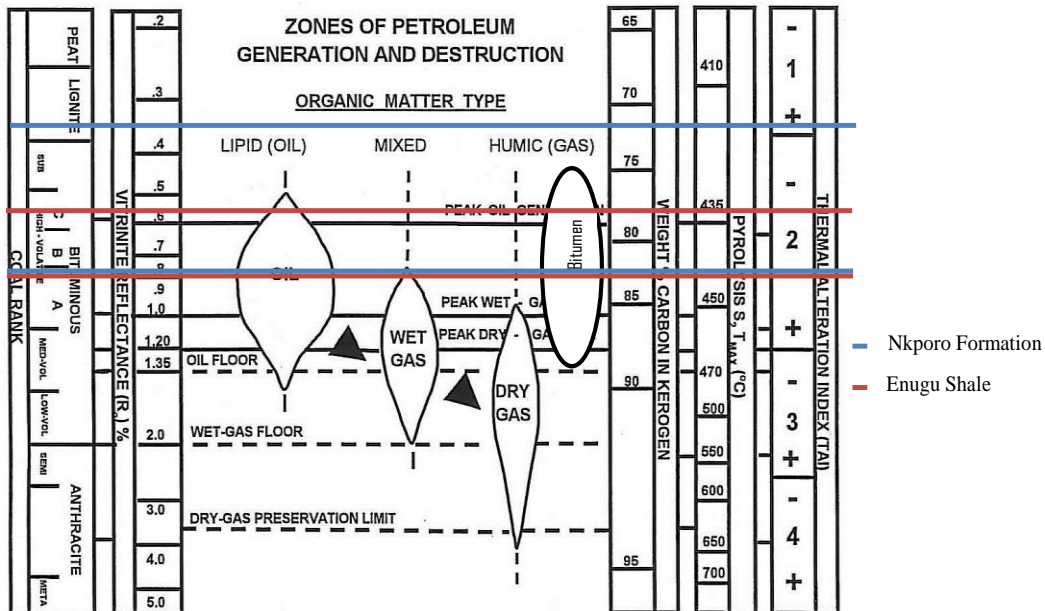 ZONES OF PETROLEUM
GENERATION AND DESTRUCTION
ORGANIC MATTER TYPE
LIPID (OIL)
MIXED
HUMIC (GAS)
COAL RANK
PEAT
LIGNITE
SUB
BITUMINOUS
HIGH - VOLATILE
C
B
A
MED-VOL
LOW-VOL
SEMI
ANTHRACITE
META
VITRINITE REFLECTANCE (Ro) %
.2
.3
.4
.5
.6
.7
.8
.9
1.0
1.20
1.35
2.0
3.0
4.0
5.0
OIL
WET
GAS
DRY
GAS
Bitumen
PEAK OIL GEN
PEAK WET - GA
PEAK DRY - GA
OIL FLOOR
WET-GAS FLOOR
DRY-GAS PRESERVATION LIMIT
WEIGHT % CARBON IN KEROGEN
65
70
75
80
85
90
95
PYROLYSIS S, TMAX (°C)
410
435
450
470
500
550
600
650
700
THERMAL ALTERATION INDEX (TAI)
-
1
+
-
2
+
-
3
+
-
4
+
Nkporo Formation
Enugu Shale